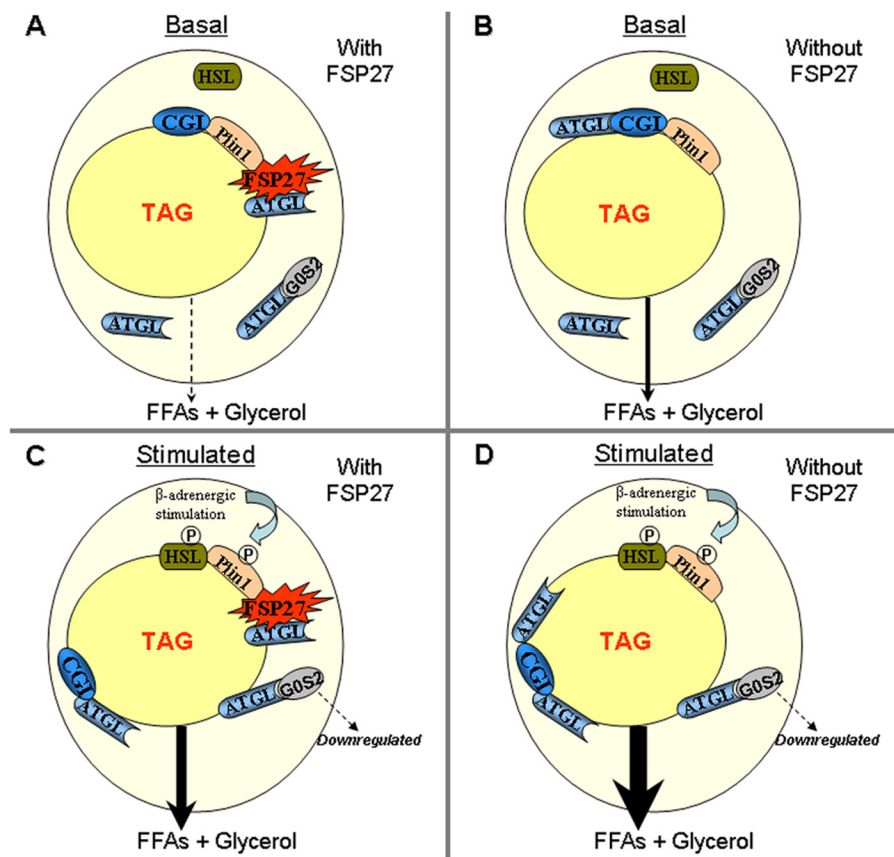 A
Basal
With
FSP27
HSL
CGI
Plin1
FSP27
ATGL
TAG
G0S2
ATGL
ATGL
FFAs + Glycerol
B
Basal
Without
FSP27
HSL
ATGL
CGI
Plin1
TAG
G0S2
ATGL
ATGL
FFAs + Glycerol
C
Stimulated
With
FSP27
β-adrenergic
stimulation
P
P
HSL
Plin1
FSP27
ATGL
TAG
CGI
ATGL
ATGL
G0S2
Downregulated
FFAs + Glycerol
D
Stimulated
Without
FSP27
β-adrenergic
stimulation
P
P
HSL
Plin1
ATGL
TAG
CGI
ATGL
ATGL
G0S2
Downregulated
FFAs + Glycerol